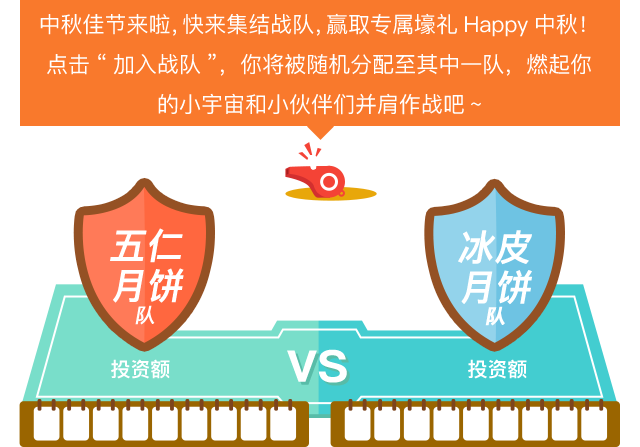 中秋佳节来啦，快来集结战队，赢取专属壕礼 Happy 中秋！
点击“加入战队”，你将被随机分配至其中一队，燃起你
的小宇宙和小伙伴们并肩作战吧~
五仁
月饼
队
冰皮
月饼
队
投资额
VS
投资额